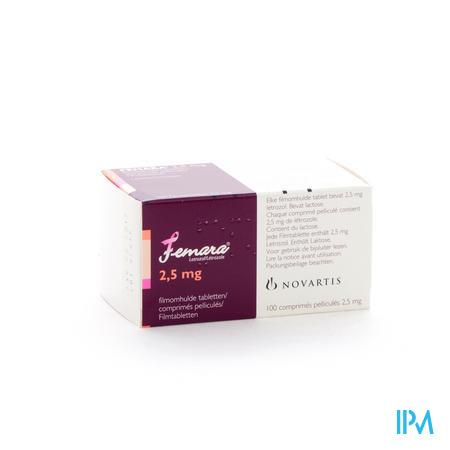 Femara®
Letrozol/Létrozole
2,5 mg
filmomhulde tabletten/
comprimés pelliculés/
Filmtabletten
Elke filmomhulde tablet bevat 2,5 mg
letrozol. Bevat lactose.
Chaque comprimé pelliculé contient
2,5 mg de létrozole.
Contient du lactose.
Jede Filmtablette enthält 2,5 mg
Letrozol. Enthält Laktose.
Voor gebruik de bijsluiter lezen.
Lire la notice avant utilisation.
Packungsbeilage beachten.
NOVARTIS
100 comprimés pelliculés 2,5 mg
IPM